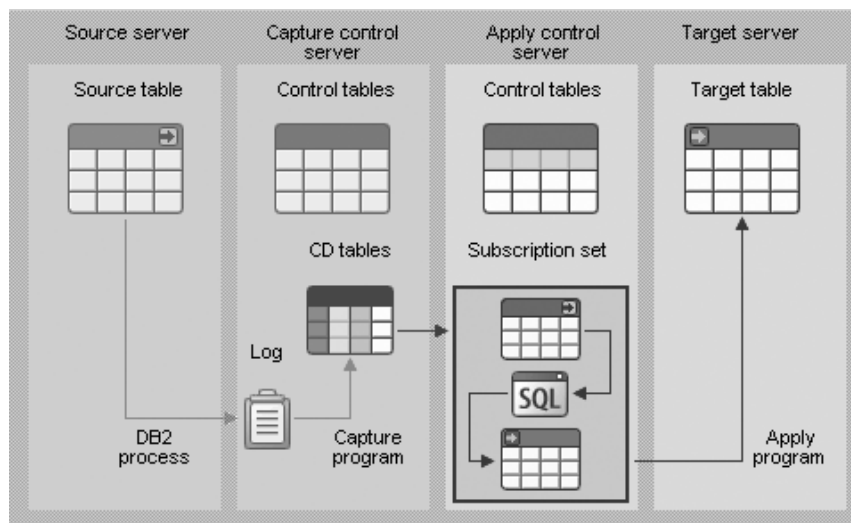 Source server
Capture control
server
Apply control
server
Target server
Source table
Control tables
Control tables
Target table
CD tables
Subscription set
Log
SQL
DB2
process
Capture
program
Apply
program